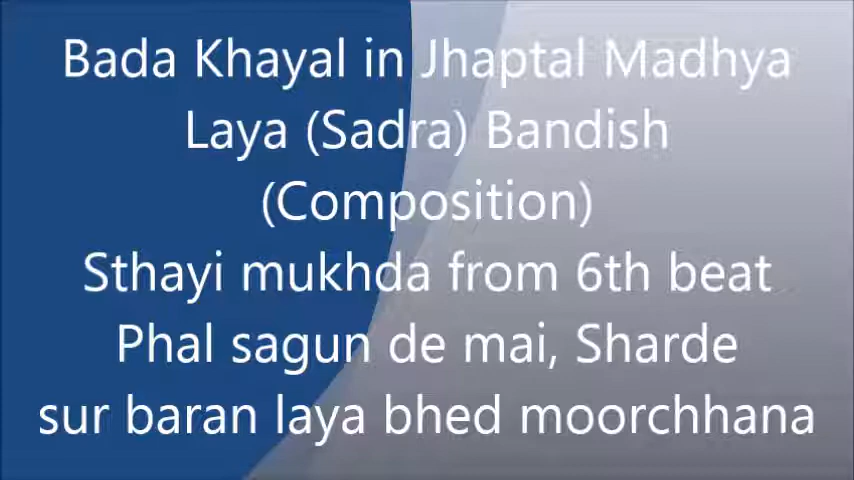 Bada Khayal in Jhaptal Madhya
Laya (Sadra) Bandish
(Composition)
Sthayi mukhda from 6th beat
Phal sagun de mai, Sharde
sur baran laya bhed moorchhana